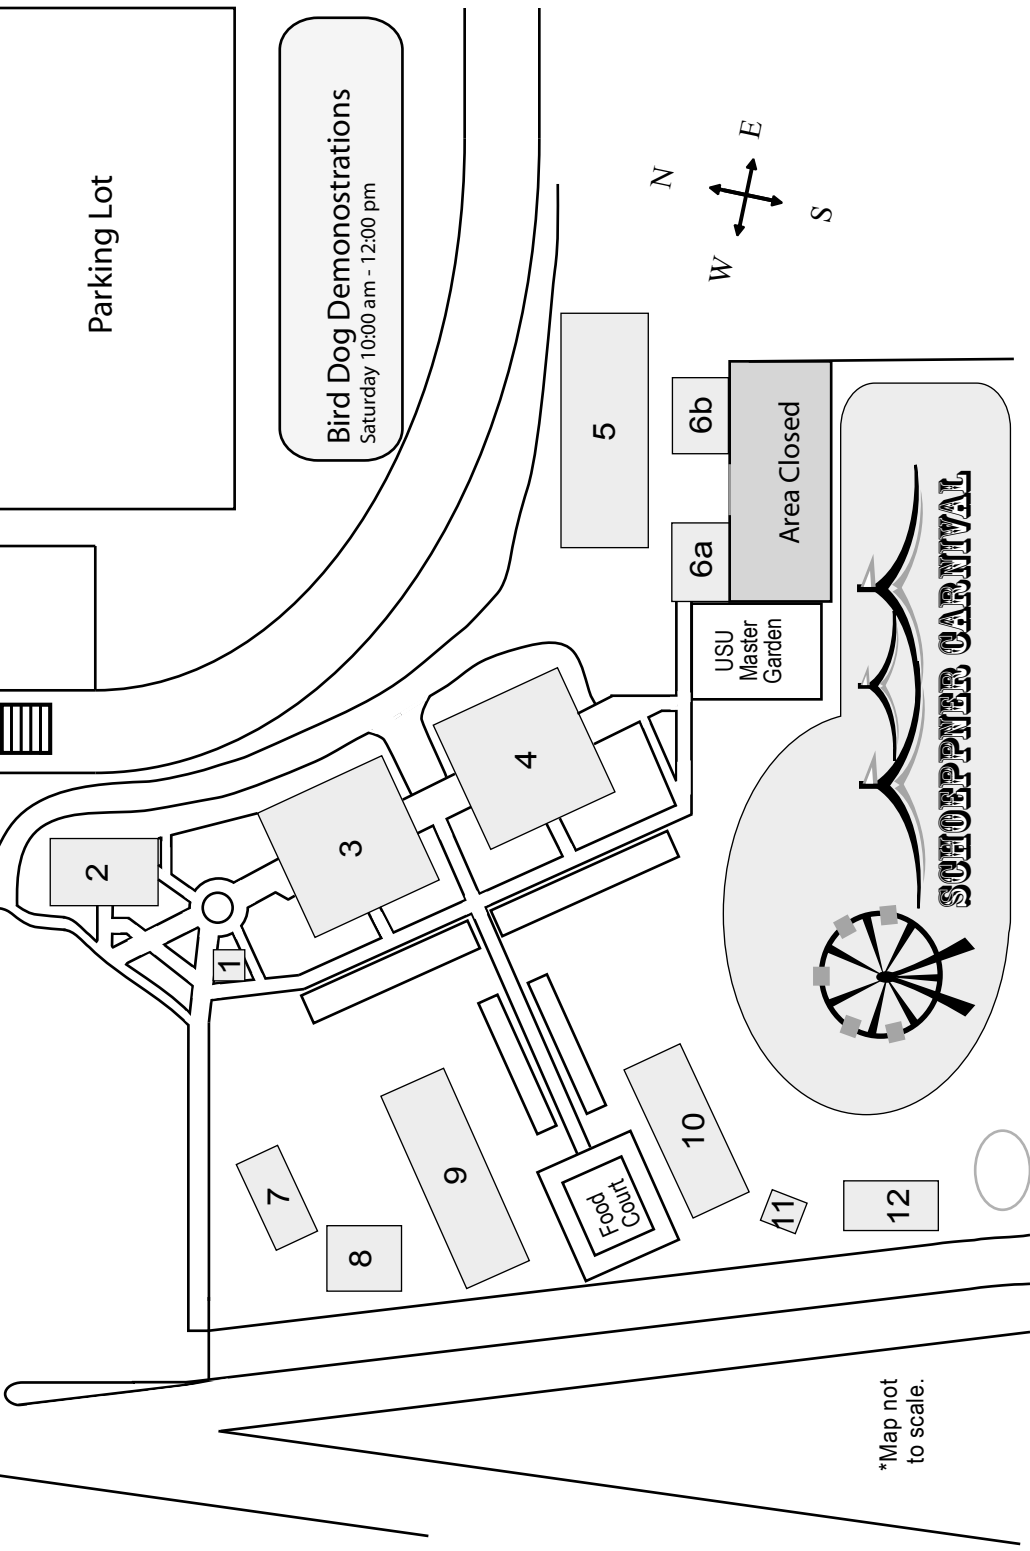 Parking Lot
Bird Dog Demonostrations
Saturday 10:00 am - 12:00 pm
N
E
S
W
5
6b
6a
Area Closed
USU
Master
Garden
SCHOEPPNER CARNIVAL
4
3
2
1
7
8
9
10
11
12
Food
Court
*Map not
to scale.